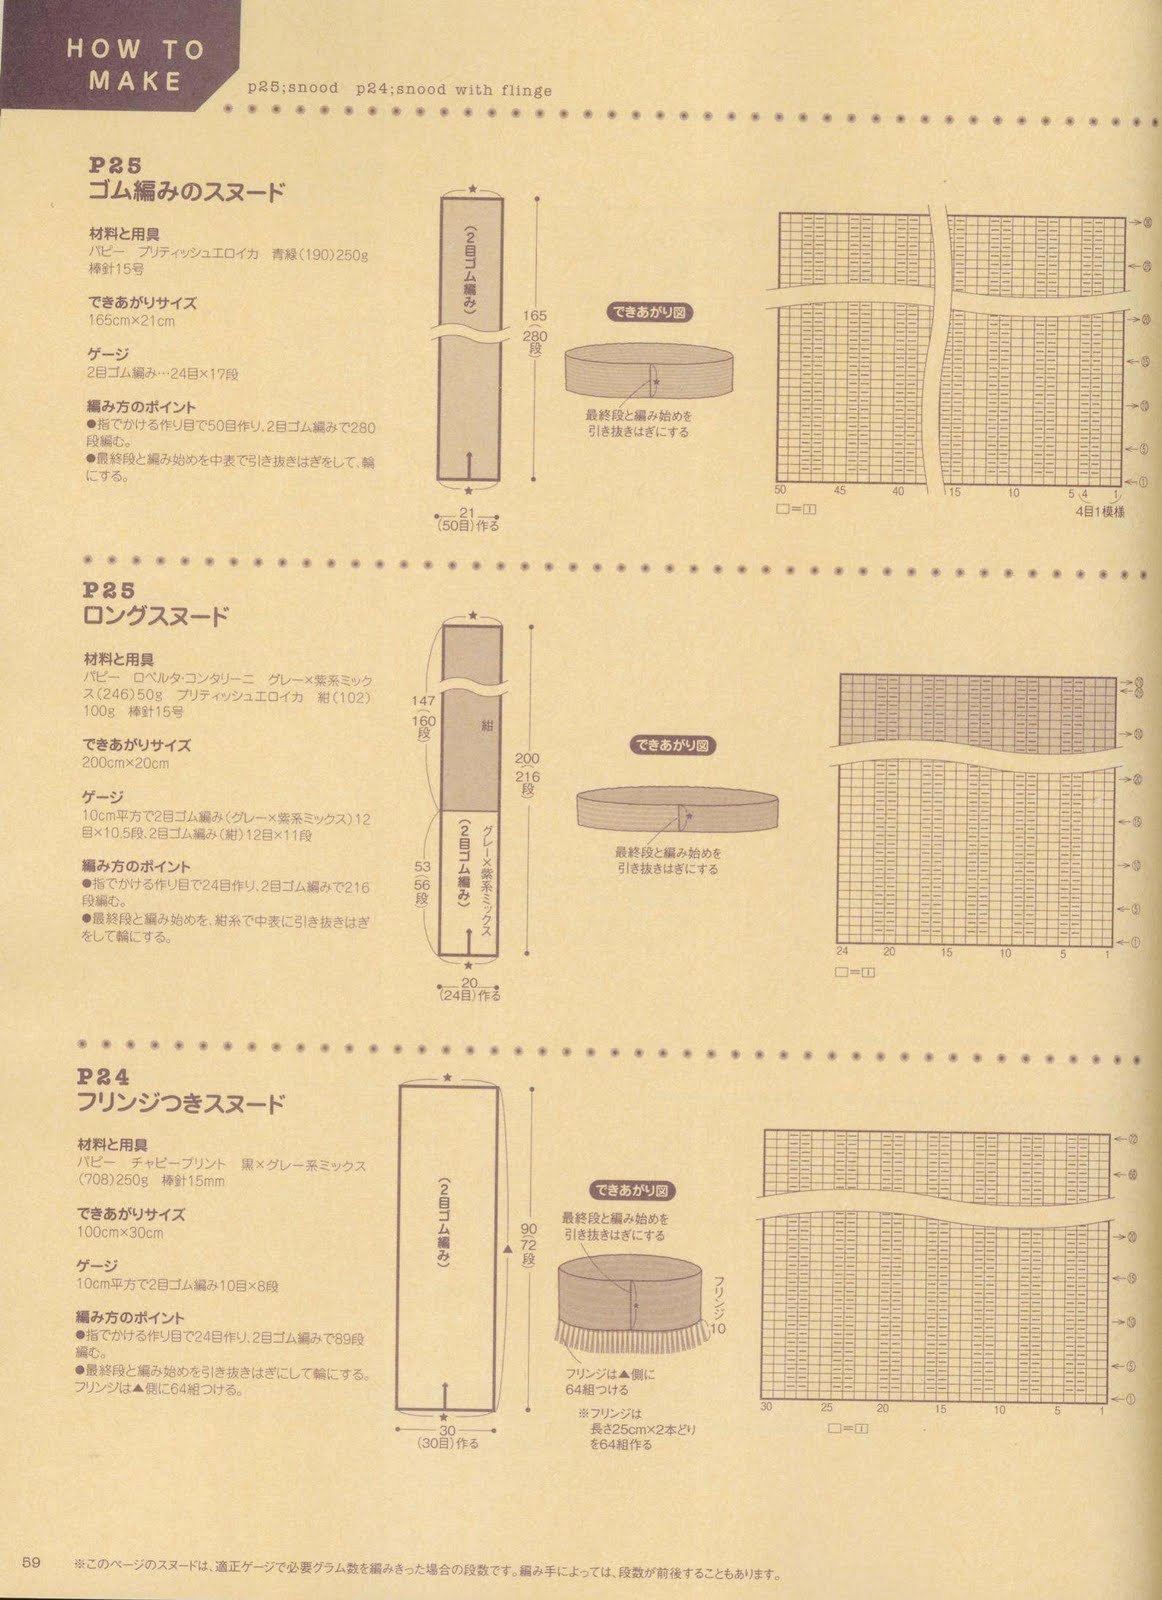 HOW TO
MAKE
p25;snood p24;snood with flinge
P25
ゴム編みのスヌード
材料と用具
パピー ブリティッシュエロイカ 青緑(190)250g
棒針15号
できあがりサイズ
165cm×21cm
ゲージ
2目ゴム編み…24目×17段
編み方のポイント
●指でかける作り目で50目作り、2目ゴム編みで280
段編む。
●最終段と編み始めを中表で引き抜きはぎをして、輪
にする。
★
(2目ゴム編み)
165
(280段)
★
21
(50目)作る
できあがり図
★
最終段と編み始めを
引き抜きはぎにする
㉚
㉕
⑳
⑮
⑩
⑤
①
50 45 40 15 10 5 4 1
□=|
4目1模様
P25
ロングスヌード
材料と用具
パピー ロベルタ・コンタリーニ グレー×紫系ミック
ス(246)50g ブリティッシュエロイカ 紺(102)
100g 棒針15号
できあがりサイズ
200cm×20cm
ゲージ
10cm平方で2目ゴム編み(グレー×紫系ミックス)12
目×10.5段、2目ゴム編み(紺)12目×11段
編み方のポイント
●指でかける作り目で24目作り、2目ゴム編みで216
段編む。
●最終段と編み始めを、紺糸で中表に引き抜きはぎ
をして輪にする。
★
147
(160段)
紺
200
(216段)
53
(56段)
(2目ゴム編み)
グレー×紫系ミックス
★
20
(24目)作る
できあがり図
★
最終段と編み始めを
引き抜きはぎにする
⑳
⑮
⑩
⑤
①
24 20 15 10 5 1
□=|
P24
フリンジつきスヌード
材料と用具
パピー チャピープリント 黒×グレー系ミックス
(708)250g 棒針15mm
できあがりサイズ
100cm×30cm
ゲージ
10cm平方で2目ゴム編み10目×8段
編み方のポイント
●指でかける作り目で24目作り、2目ゴム編みで89段
編む。
●最終段と編み始めを引き抜きはぎにして輪にする。
フリンジは▲側に64組つける。
★
(2目ゴム編み)
▲
90
(72段)
★
30
(30目)作る
できあがり図
最終段と編み始めを
引き抜きはぎにする
★
フリンジ
10
フリンジは▲側に
64組つける
※フリンジは
長さ25cm×2本どり
を64組作る
⑳
⑮
⑩
⑤
①
30 25 20 15 10 5 1
□=|
59
※このページのスヌードは、適正ゲージで必要グラム数を編みきった場合の段数です。編み手によっては、段数が前後することもあります。